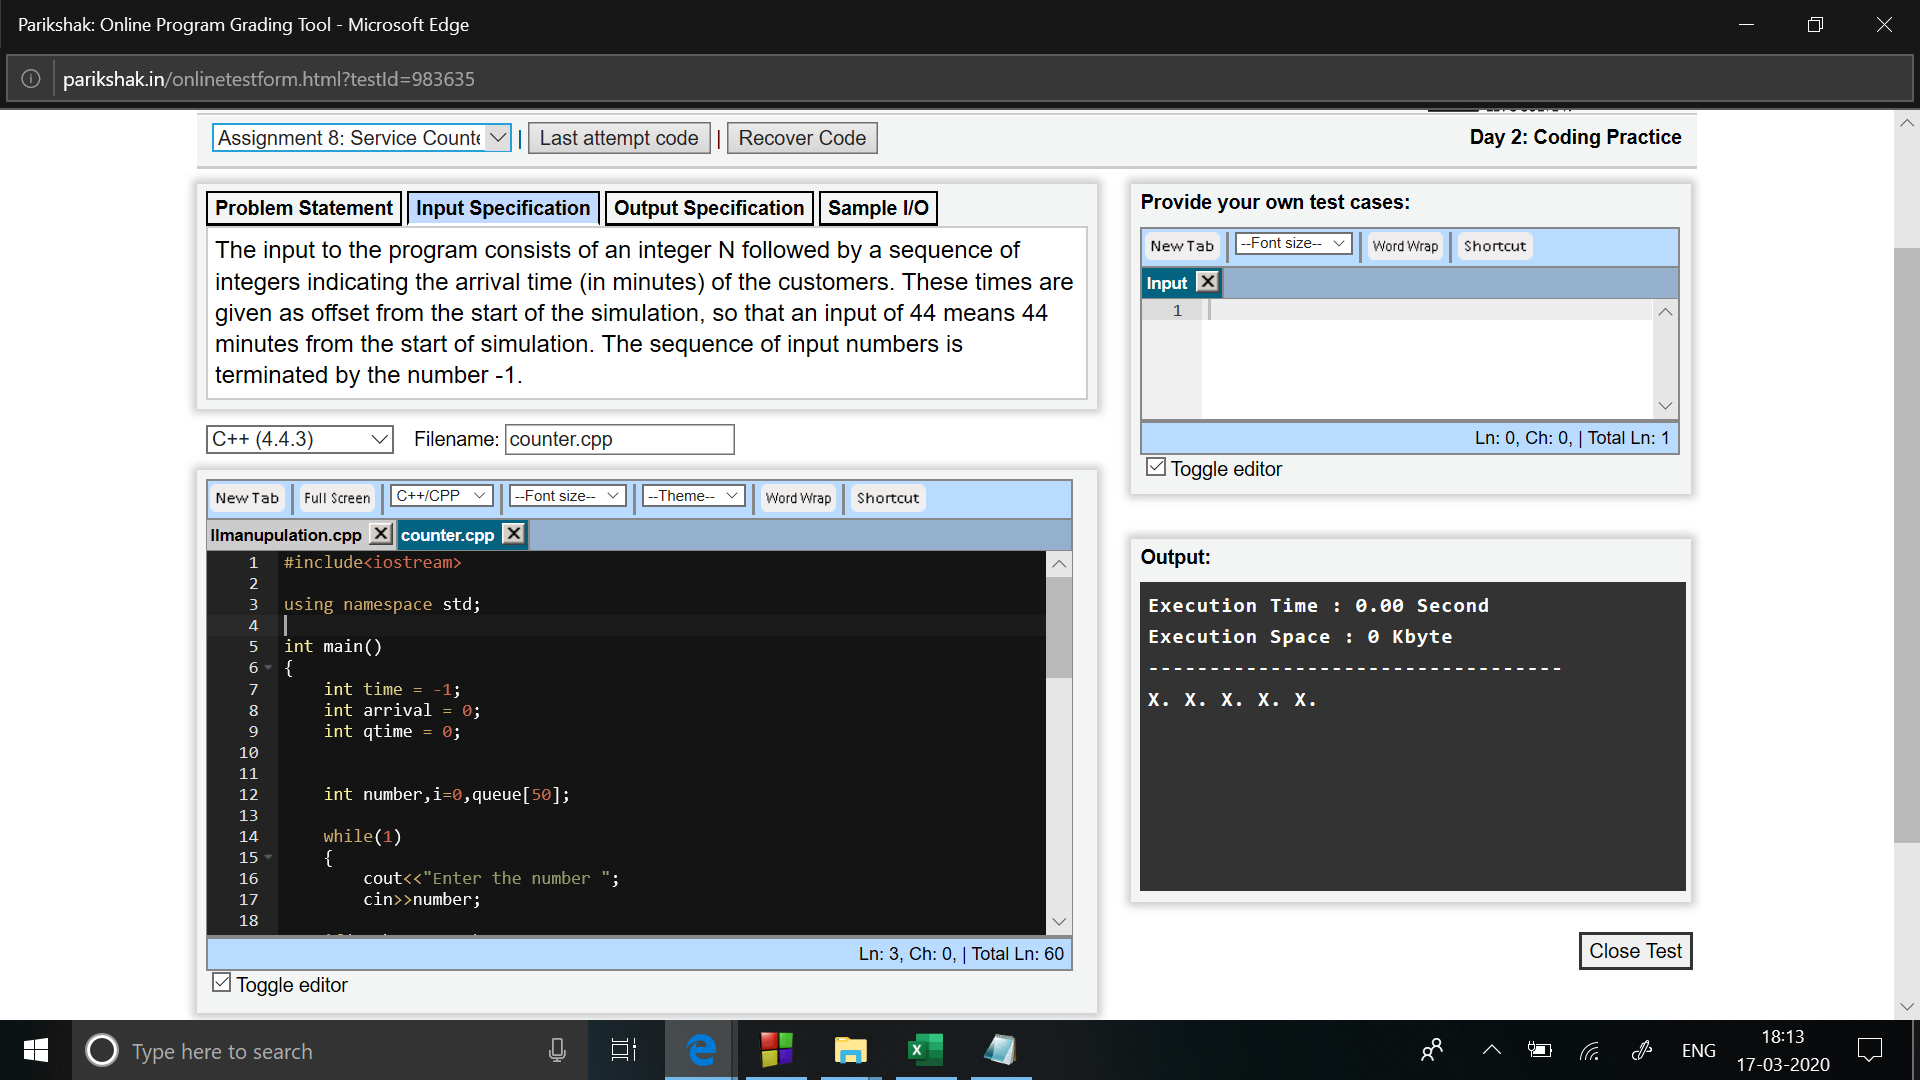 Parikshak: Online Program Grading Tool - Microsoft Edge
parikshak.in/onlinetestform.html?testId=983635
Assignment 8: Service Counte | Last attempt code | Recover Code
Day 2: Coding Practice
Problem Statement Input Specification Output Specification Sample I/O
The input to the program consists of an integer N followed by a sequence of
integers indicating the arrival time (in minutes) of the customers. These times are
given as offset from the start of the simulation, so that an input of 44 means 44
minutes from the start of simulation. The sequence of input numbers is
terminated by the number -1.
C++ (4.4.3) Filename: counter.cpp
New Tab Full Screen C++/CPP --Font size-- --Theme-- Word Wrap Shortcut
llmanupulation.cpp X counter.cpp X
1 #include<iostream>
2
3 using namespace std;
4
5 int main()
6 {
7 int time = -1;
8 int arrival = 0;
9 int qtime = 0;
10
11
12 int number,i=0,queue[50];
13
14 while(1)
15 {
16 cout<<"Enter the number ";
17 cin>>number;
18
Ln: 3, Ch: 0, | Total Ln: 60
Toggle editor
Provide your own test cases:
New Tab --Font size-- Word Wrap Shortcut
Input X
1
Ln: 0, Ch: 0, | Total Ln: 1
Toggle editor
Output:
Execution Time : 0.00 Second
Execution Space : 0 Kbyte
----------------------------------
X. X. X. X. X.
Close Test
Type here to search
ENG
18:13
17-03-2020